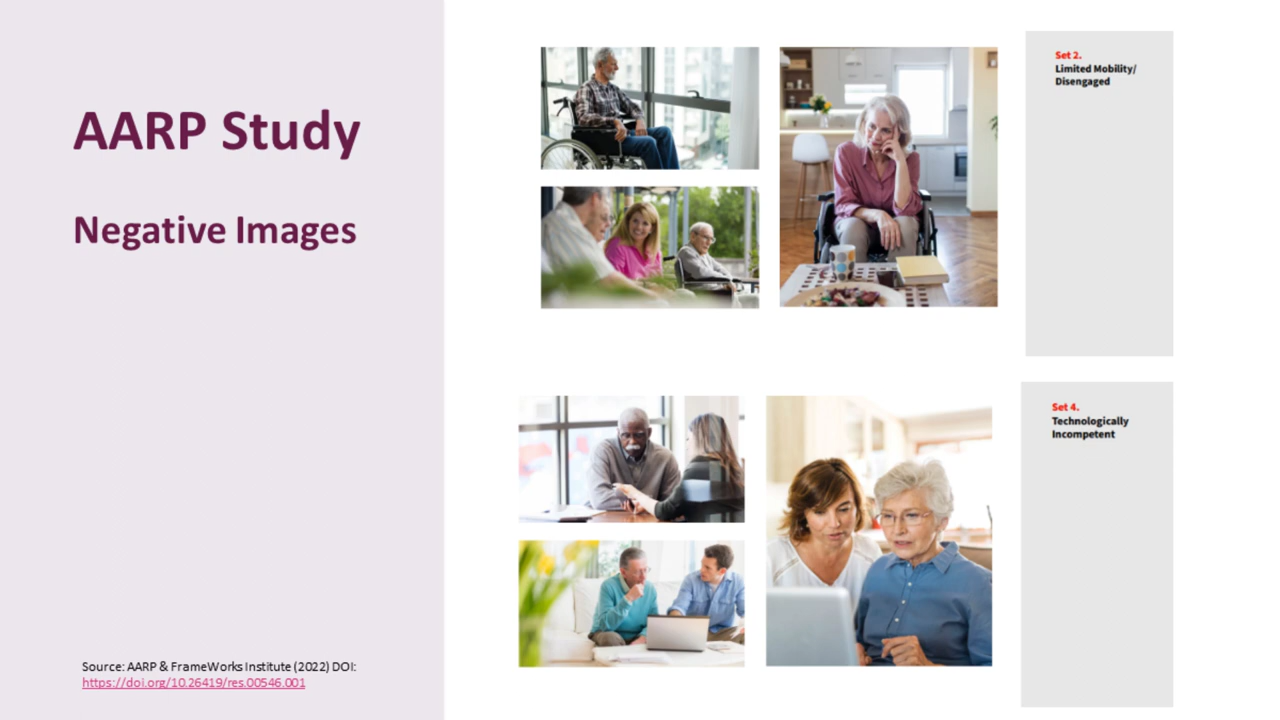 AARP Study
Negative Images
Source: AARP & FrameWorks Institute (2022) DOI:
https://doi.org/10.26419/res.00546.001
Set 2.
Limited Mobility/
Disengaged
Set 4.
Technologically
Incompetent